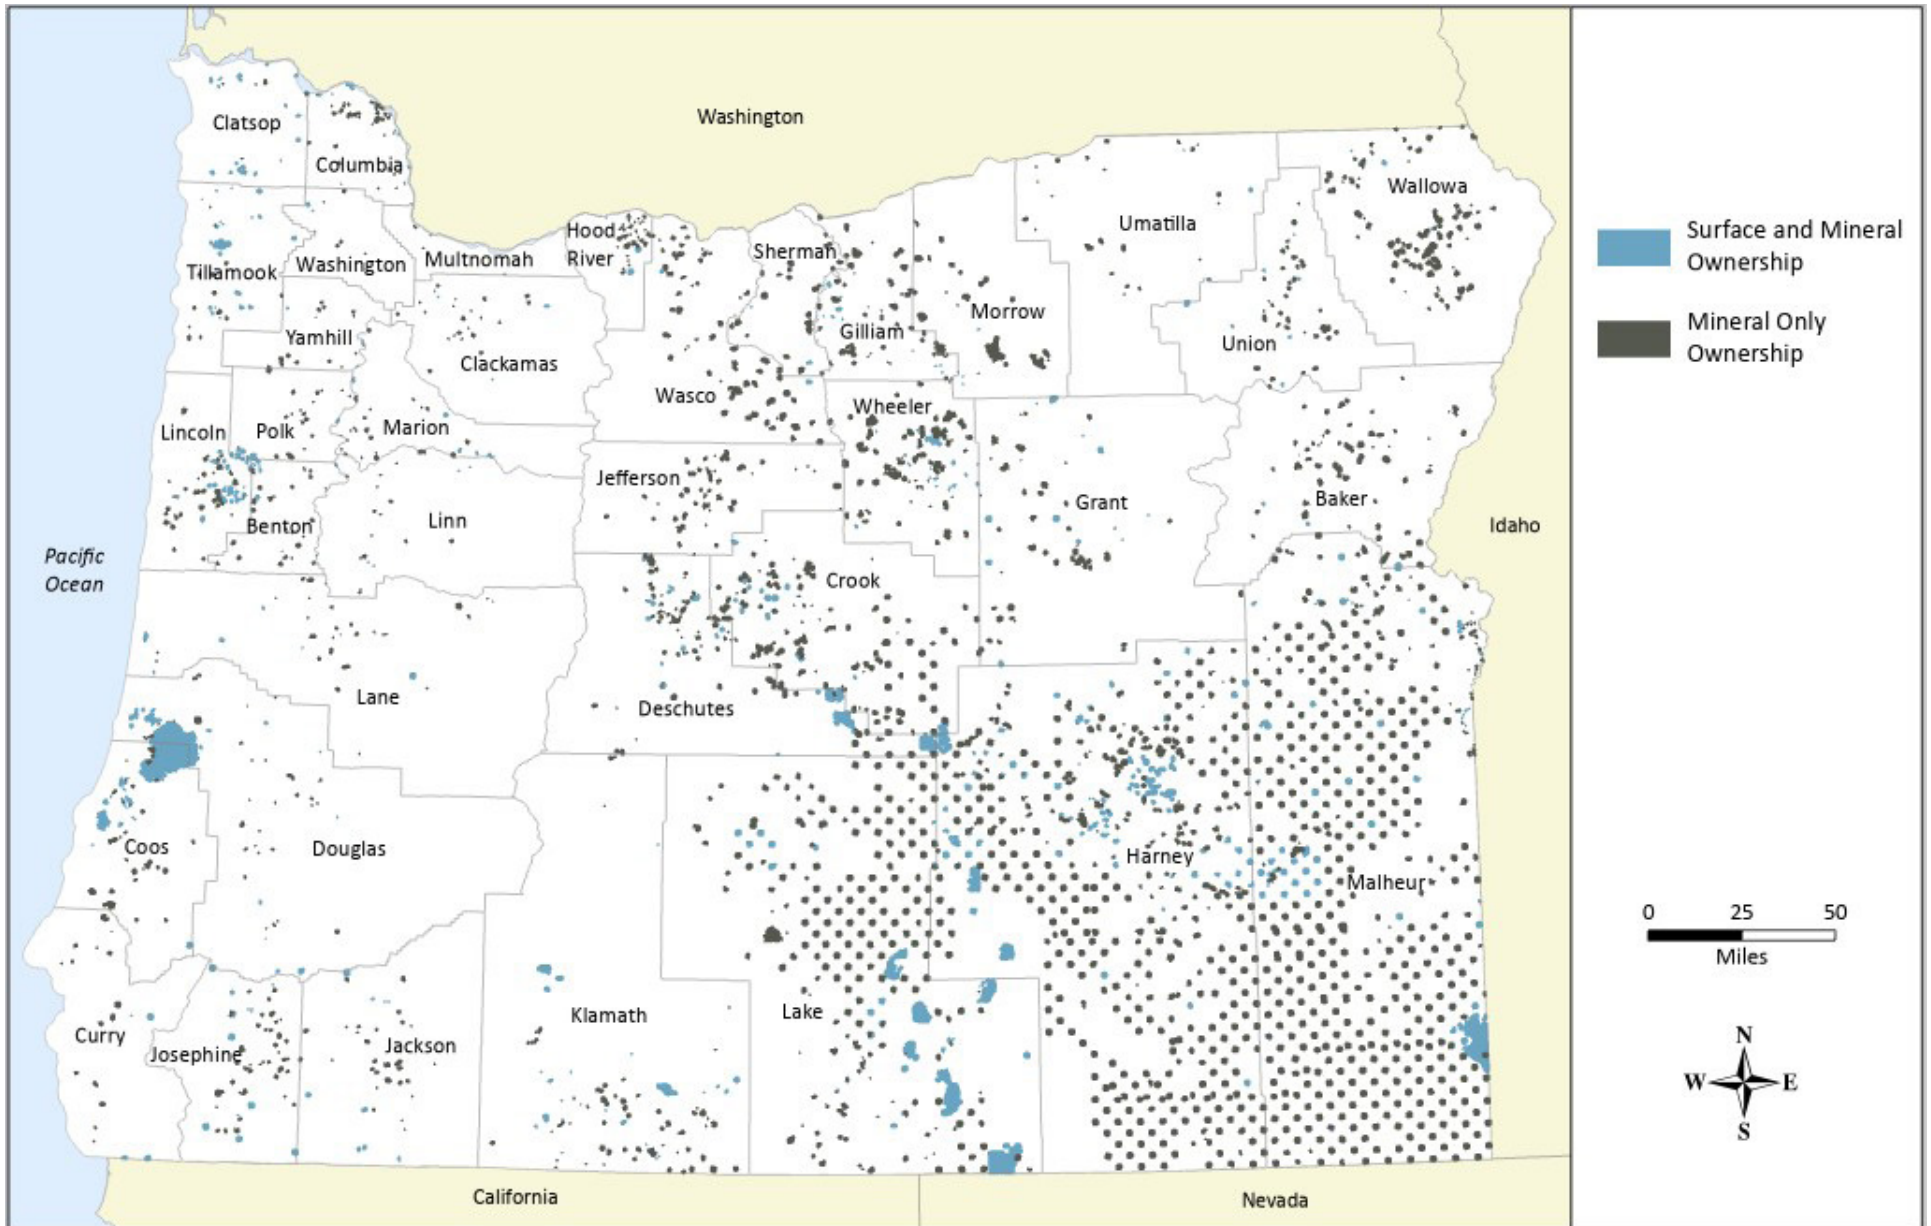 Washington
Clatsop
Columbia
Wallowa
Umatilla
Hood
River
Sherman
Surface and Mineral
Ownership
Tillamook
Washington
Multnomah
Morrow
Mineral Only
Ownership
Yamhill
Gilliam
Union
Clackamas
Wasco
Wheeler
Lincoln
Polk
Marion
Jefferson
Baker
Grant
Linn
Benton
Idaho
Pacific
Ocean
Crook
Lane
Deschutes
Coos
Douglas
Harney
Malheur
0 25 50
Miles
Klamath
Lake
Curry
Josephine
Jackson
N
W E
S
California
Nevada